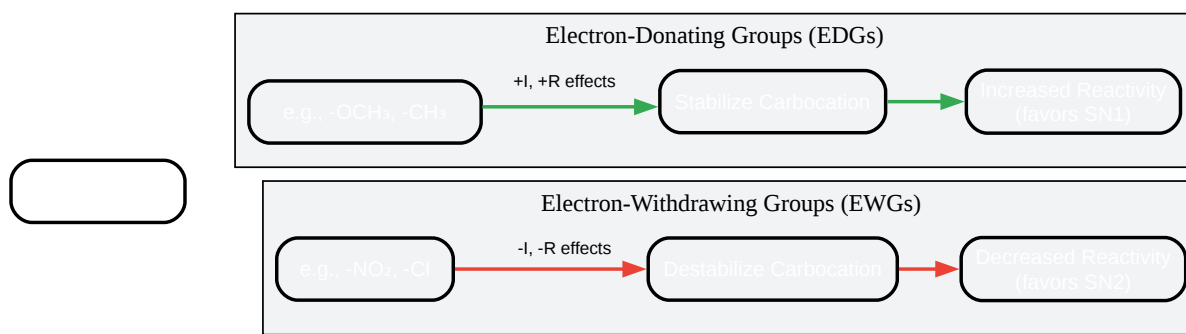 Electron-Donating Groups (EDGs)
e.g., -OCH₃, -CH₃
+I, +R effects
Stabilize Carbocation
Increased Reactivity
(favors SN1)
Electron-Withdrawing Groups (EWGs)
e.g., -NO₂, -Cl
-I, -R effects
Destabilize Carbocation
Decreased Reactivity
(favors SN2)